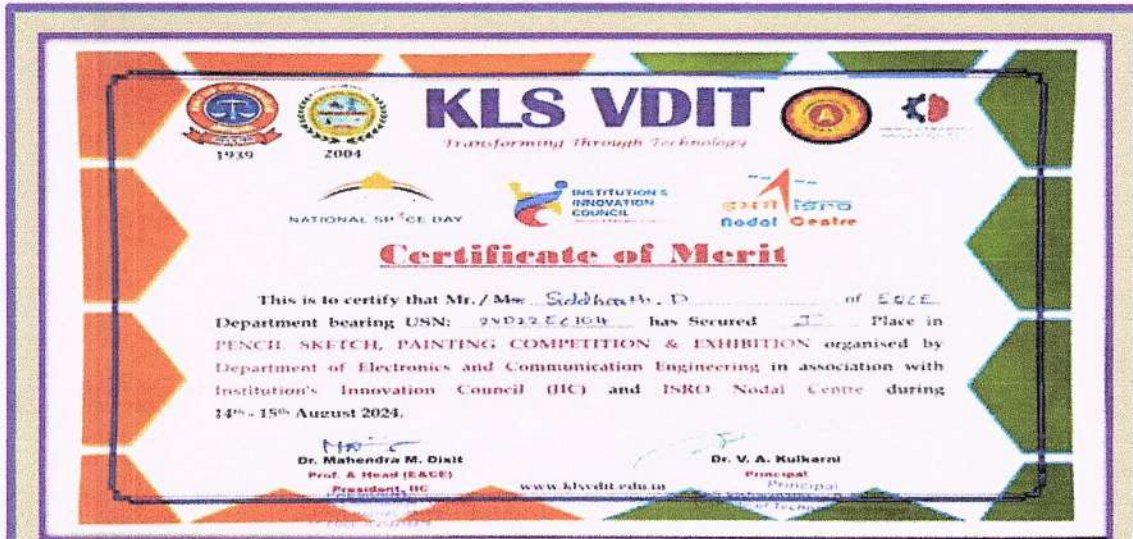 KLS VDIT
Transforming Through Technology
1939
2004
NATIONAL SPACE DAY
INSTITUTION'S
INNOVATION
COUNCIL
इसरो isro
Nodal Centre
Certificate of Merit
This is to certify that Mr./Ms. Siddharth. D of E&CE
Department bearing USN: has Secured Place in
PENCIL SKETCH, PAINTING COMPETITION & EXHIBITION organised by
Department of Electronics and Communication Engineering in association with
Institution's Innovation Council (IIC) and ISRO Nodal Centre during
14th - 15th August 2024.
Dr. Mahendra M. Dixit
Prof. & Head (E&CE)
President, IIC
www.klsvdit.edu.in
Dr. V. A. Kulkarni
Principal
Principal